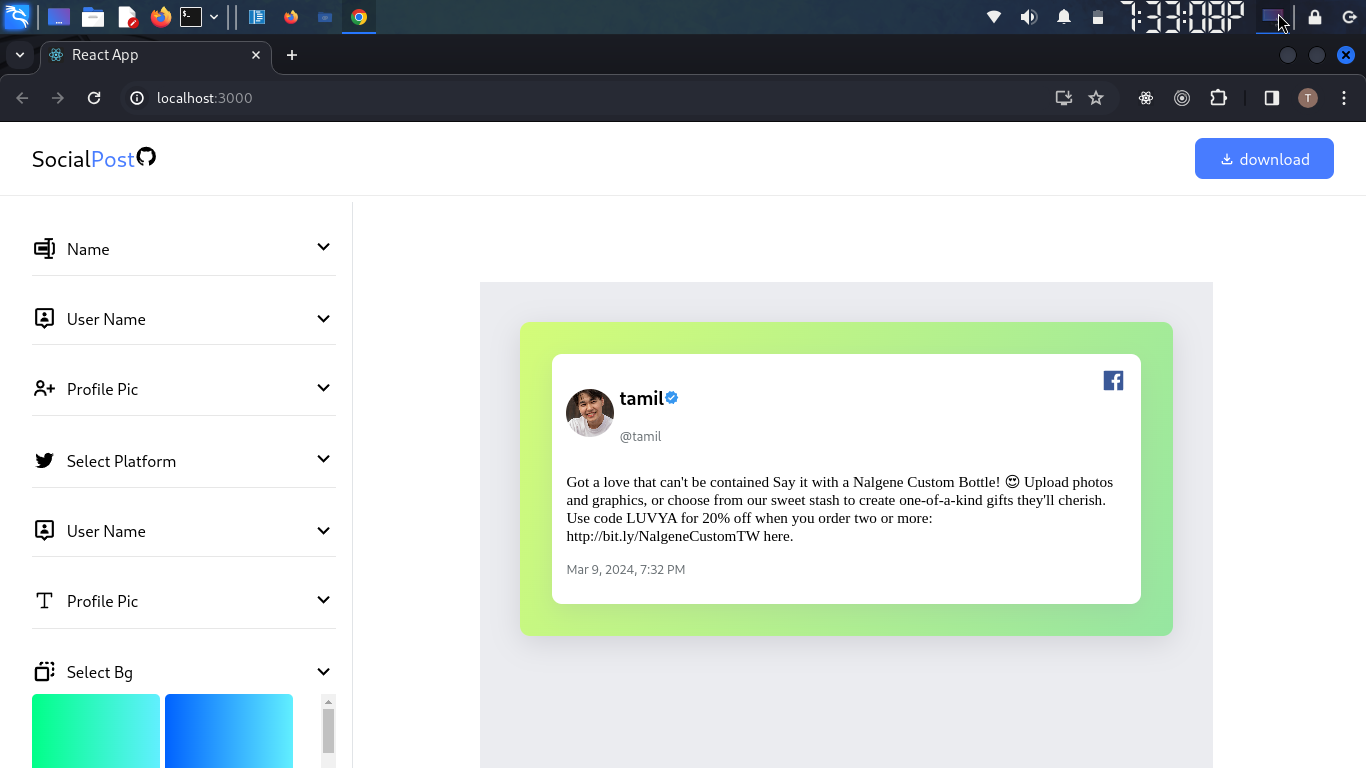 7:33:08P
React App
localhost:3000
T
SocialPost
download
Name
User Name
Profile Pic
Select Platform
User Name
Profile Pic
Select Bg
tamil
@tamil
Got a love that can't be contained Say it with a Nalgene Custom Bottle! 😍 Upload photos
and graphics, or choose from our sweet stash to create one-of-a-kind gifts they'll cherish.
Use code LUVYA for 20% off when you order two or more:
http://bit.ly/NalgeneCustomTW here.
Mar 9, 2024, 7:32 PM